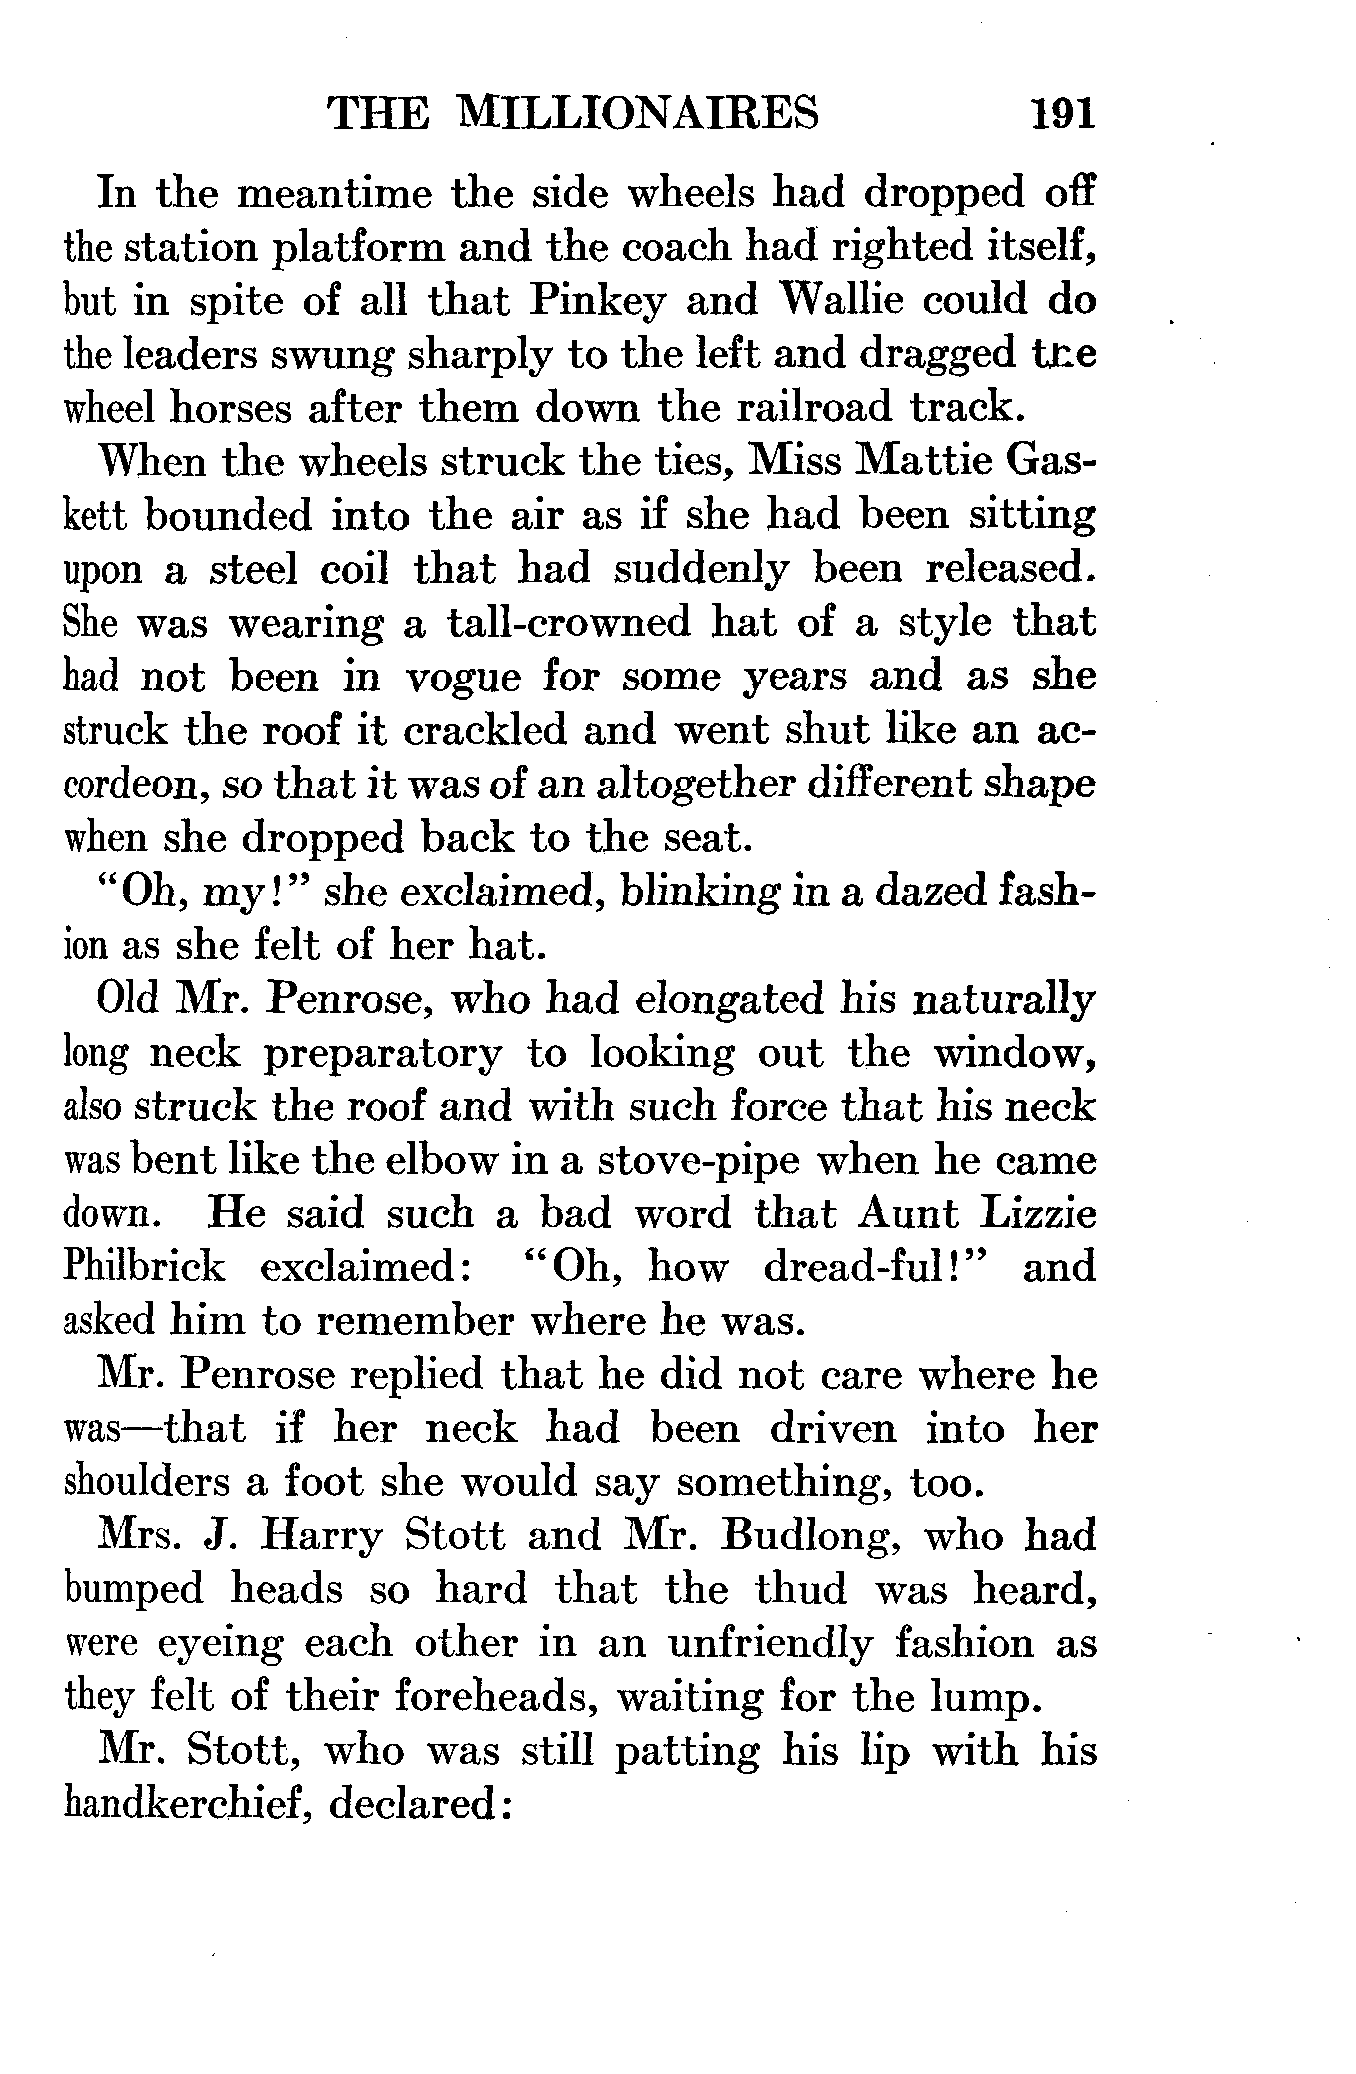 THE MILLIONAIRES 191
In the meantime the side wheels had dropped off
the station platform and the coach had righted itself,
but in spite of all that Pinkey and Wallie could do
the leaders swung sharply to the left and dragged the
wheel horses after them down the railroad track.
When the wheels struck the ties, Miss Mattie Gas-
kett bounded into the air as if she had been sitting
upon a steel coil that had suddenly been released.
She was wearing a tall-crowned hat of a style that
had not been in vogue for some years and as she
struck the roof it crackled and went shut like an ac-
cordeon, so that it was of an altogether different shape
when she dropped back to the seat.
“Oh, my!” she exclaimed, blinking in a dazed fash-
ion as she felt of her hat.
Old Mr. Penrose, who had elongated his naturally
long neck preparatory to looking out the window,
also struck the roof and with such force that his neck
was bent like the elbow in a stove-pipe when he came
down. He said such a bad word that Aunt Lizzie
Philbrick exclaimed: “Oh, how dread-ful!” and
asked him to remember where he was.
Mr. Penrose replied that he did not care where he
was—that if her neck had been driven into her
shoulders a foot she would say something, too.
Mrs. J. Harry Stott and Mr. Budlong, who had
bumped heads so hard that the thud was heard,
were eyeing each other in an unfriendly fashion as
they felt of their foreheads, waiting for the lump.
Mr. Stott, who was still patting his lip with his
handkerchief, declared: